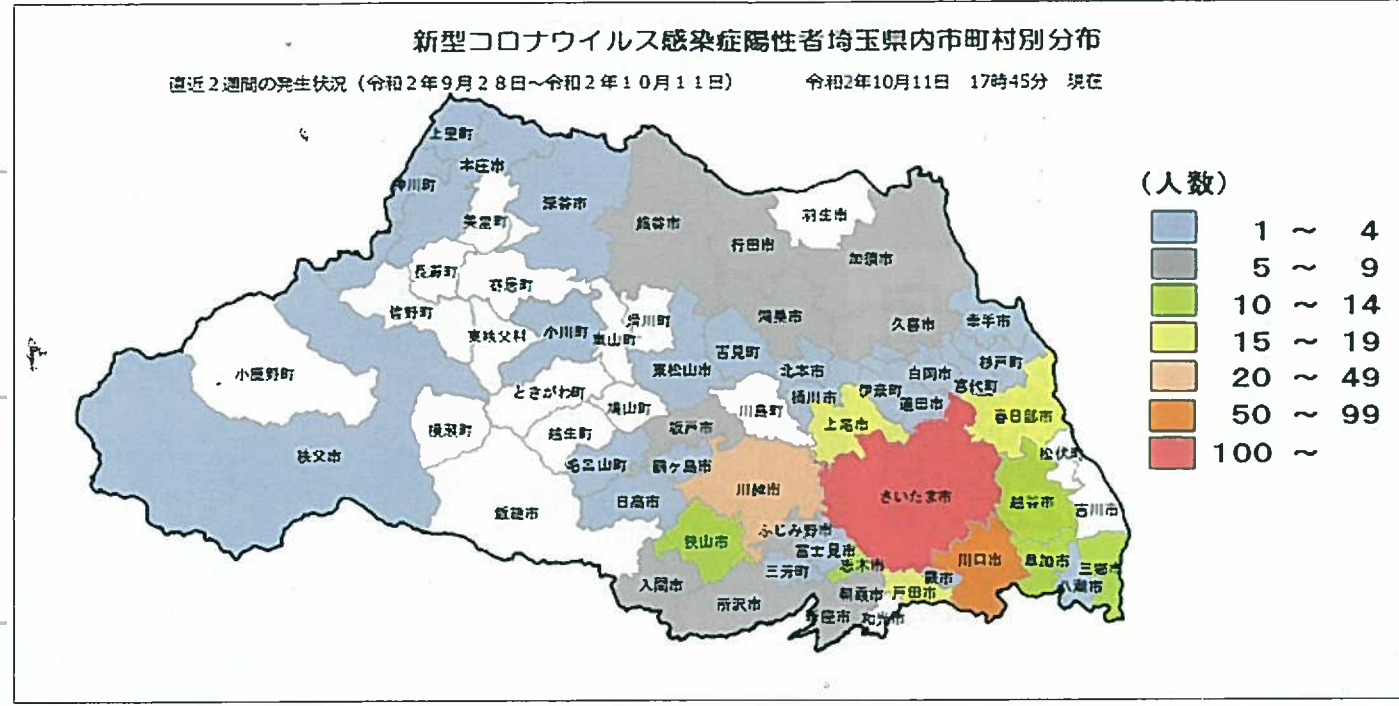 新型コロナウイルス感染症陽性者埼玉県内市町村別分布
直近２週間の発生状況（令和２年９月２８日～令和２年１０月１１日）
令和2年10月11日 17時45分 現在
（人数）
1 ～ 4
5 ～ 9
10 ～ 14
15 ～ 19
20 ～ 49
50 ～ 99
100 ～
上里町
本庄市
神川町
美里町
深谷市
熊谷市
行田市
羽生市
加須市
長瀞町
寄居町
皆野町
東秩父村
小川町
嵐山町
滑川町
鴻巣市
久喜市
幸手市
小鹿野町
ときがわ町
東松山市
吉見町
北本市
白岡市
杉戸町
宮代町
桶川市
伊奈町
蓮田市
横瀬町
鳩山町
川島町
上尾市
春日部市
越生町
坂戸市
秩父市
毛呂山町
鶴ヶ島市
松伏町
日高市
川越市
さいたま市
越谷市
吉川市
飯能市
狭山市
ふじみ野市
富士見市
志木市
川口市
草加市
三郷市
入間市
三芳町
蕨市
八潮市
所沢市
朝霞市
戸田市
新座市
和光市